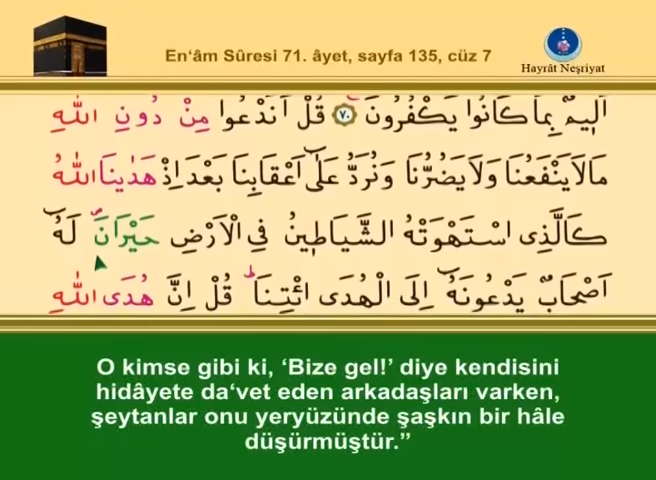 En‘âm Sûresi 71. âyet, sayfa 135, cüz 7
Hayrât Neşriyat
اَل۪يمٌ بِمَا كَانُوا يَكْفُرُونَ ﴿٧٠﴾ قُلْ اَنَدْعُوا مِنْ دُونِ اللّٰهِ
مَالَا يَنْفَعُنَا وَلَا يَضُرُّنَا وَنُرَدُّ عَلٰٓى اَعْقَابِنَا بَعْدَ اِذْ هَدٰينَا اللّٰهُ
كَالَّذِى اسْتَهْوَتْهُ الشَّيَاط۪ينُ فِى الْاَرْضِ حَيْرَانَۖ لَهُٓ
اَصْحَابٌ يَدْعُونَهُٓ اِلَى الْهُدَى ائْتِنَاۜ قُلْ اِنَّ هُدَى اللّٰهِ
O kimse gibi ki, ‘Bize gel!’ diye kendisini
hidâyete da‘vet eden arkadaşları varken,
şeytanlar onu yeryüzünde şaşkın bir hâle
düşürmüştür.”